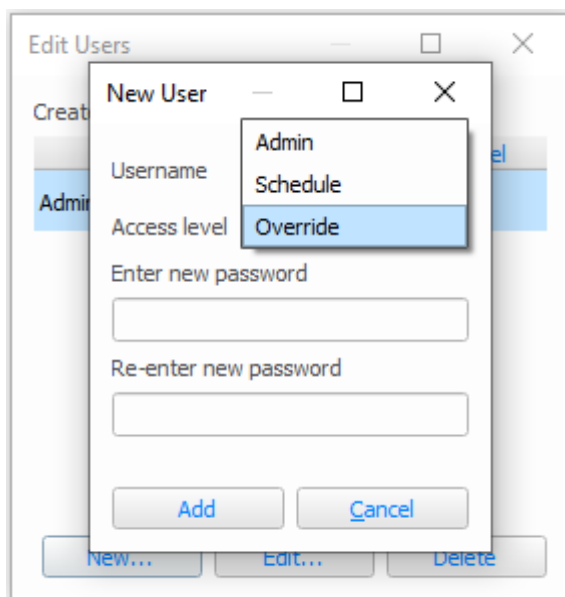 Edit Users
New User
Creat
Admin
el
Username
Schedule
Admin
Access level
Override
Enter new password
Re-enter new password
Add
Cancel
New...
Edit...
Delete